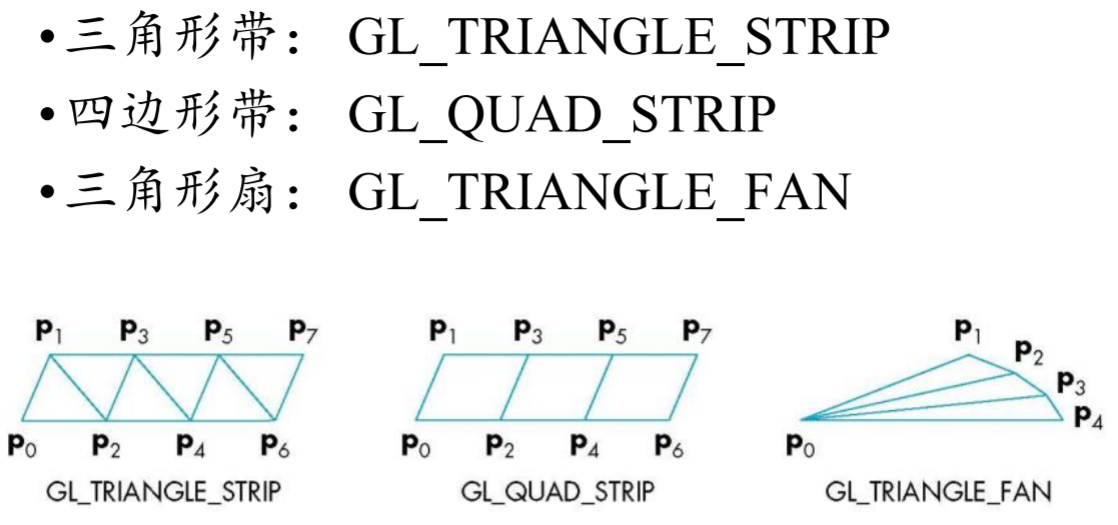 •三角形带： GL_TRIANGLE_STRIP
•四边形带： GL_QUAD_STRIP
•三角形扇： GL_TRIANGLE_FAN
p1 p3 p5 p7
p0 p2 p4 p6
GL_TRIANGLE_STRIP
p1 p3 p5 p7
p0 p2 p4 p6
GL_QUAD_STRIP
p1
p2
p3
p4
p0
GL_TRIANGLE_FAN